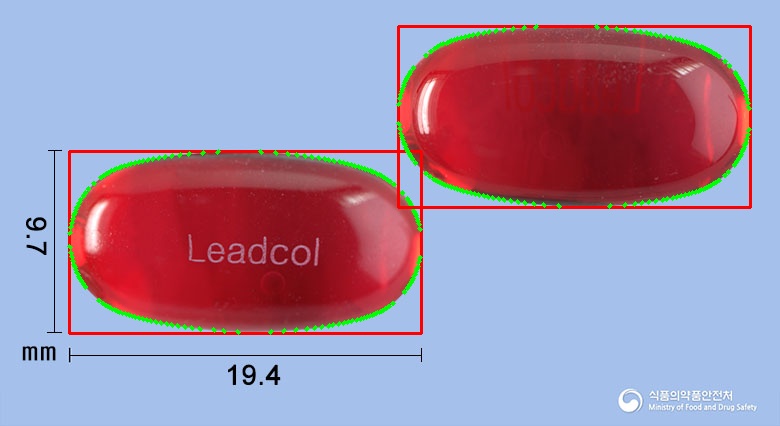 Leadcol
9.7
mm
19.4
식품의약품안전처
Ministry of Food and Drug Safety